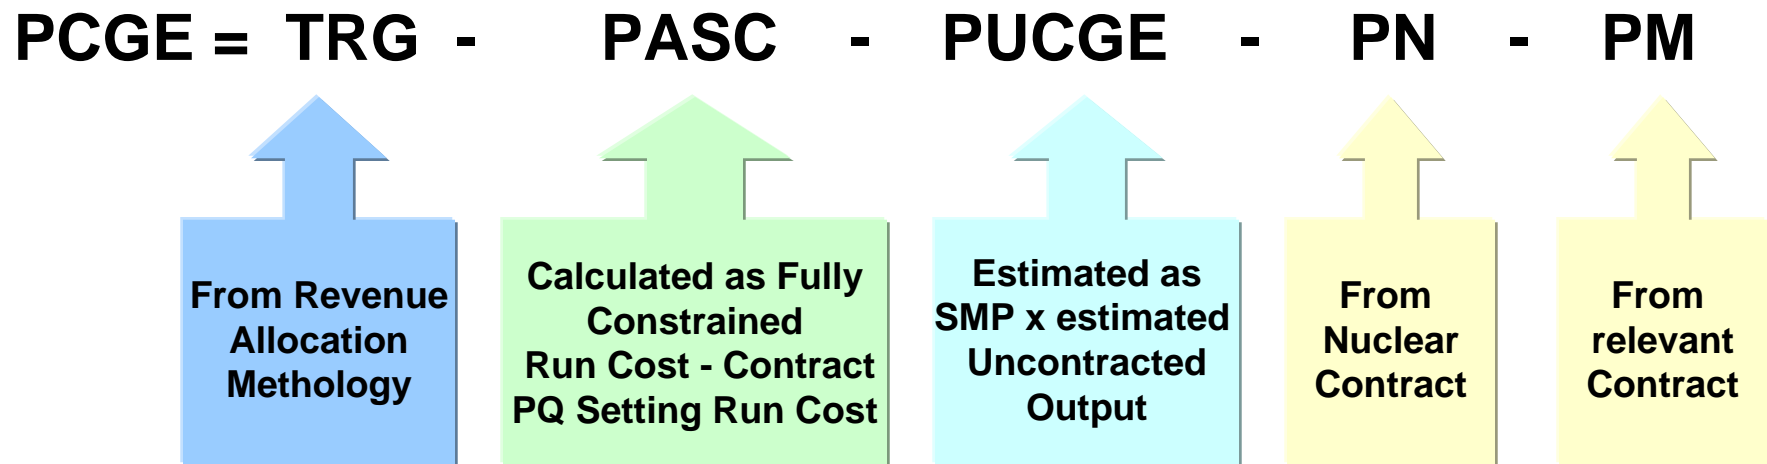 PCGE = TRG - PASC - PUCGE - PN - PM
From Revenue
Allocation
Methology
Calculated as Fully
Constrained
Run Cost - Contract
PQ Setting Run Cost
Estimated as
SMP x estimated
Uncontracted
Output
From
Nuclear
Contract
From
relevant
Contract